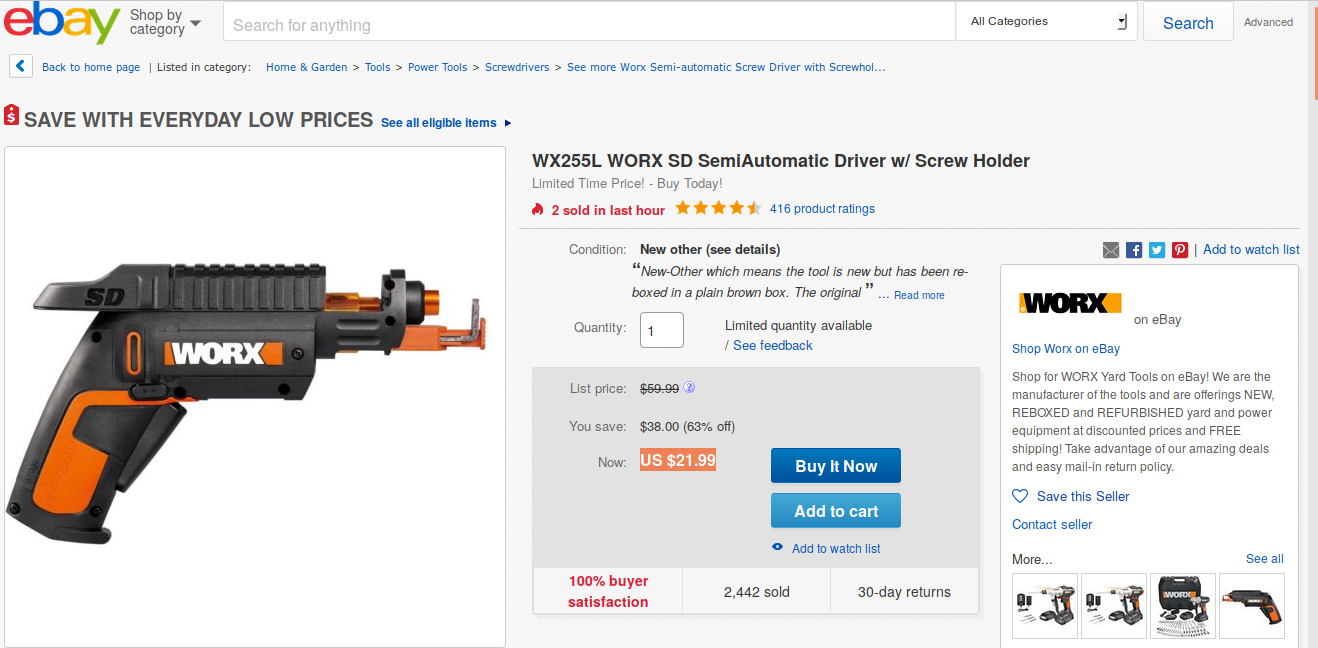 ebay
Shop by
category
Search for anything
All Categories
Search
Advanced
Back to home page | Listed in category: Home & Garden > Tools > Power Tools > Screwdrivers > See more Worx Semi-automatic Screw Driver with Screwhol...
$ SAVE WITH EVERYDAY LOW PRICES See all eligible items
SD
WORX
WX255L WORX SD SemiAutomatic Driver w/ Screw Holder
Limited Time Price! - Buy Today!
2 sold in last hour 416 product ratings
Condition: New other (see details)
“New-Other which means the tool is new but has been re-
boxed in a plain brown box. The original ” ... Read more
Quantity: 1 Limited quantity available
/ See feedback
List price: $59.99 ?
You save: $38.00 (63% off)
Now: US $21.99
Buy It Now
Add to cart
Add to watch list
100% buyer
satisfaction
2,442 sold
30-day returns
| Add to watch list
WORX on eBay
Shop Worx on eBay
Shop for WORX Yard Tools on eBay! We are the
manufacturer of the tools and are offerings NEW,
REBOXED and REFURBISHED yard and power
equipment at discounted prices and FREE
shipping! Take advantage of our amazing deals
and easy mail-in return policy.
Save this Seller
Contact seller
More... See all
WORX